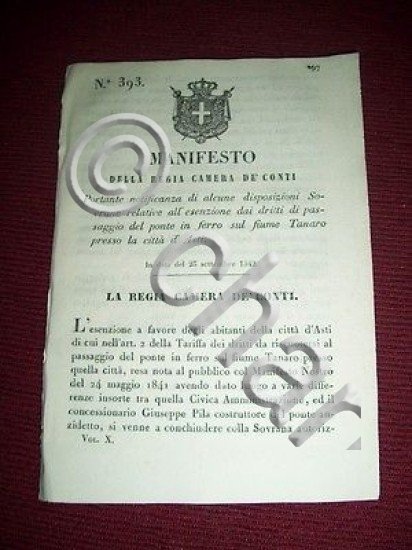 N.° 393.
297
MANIFESTO
DELLA REGIA CAMERA DE' CONTI
Portante notificanza di alcune disposizioni So-
vrane relative all'esenzione dai dritti di pas-
saggio del ponte in ferro sul fiume Tanaro
presso la città d'Asti.
In data del 25 settembre 1842.
LA REGIA CAMERA DE' CONTI.
L'esenzione a favore degli abitanti della città d'Asti
di cui nell'art. 2 della Tariffa dei dritti da riscuotersi al
passaggio del ponte in ferro sul fiume Tanaro presso
quella città, resa nota al pubblico col Manifesto Nostro
del 24 maggio 1841 avendo dato luogo a varie diffe-
renze insorte tra quella Civica Amministrazione, ed il
concessionario Giuseppe Pila costruttore del ponte an-
zidetto, si venne a conchiudere colla Sovrana autoriz-
VOL. X.
© char